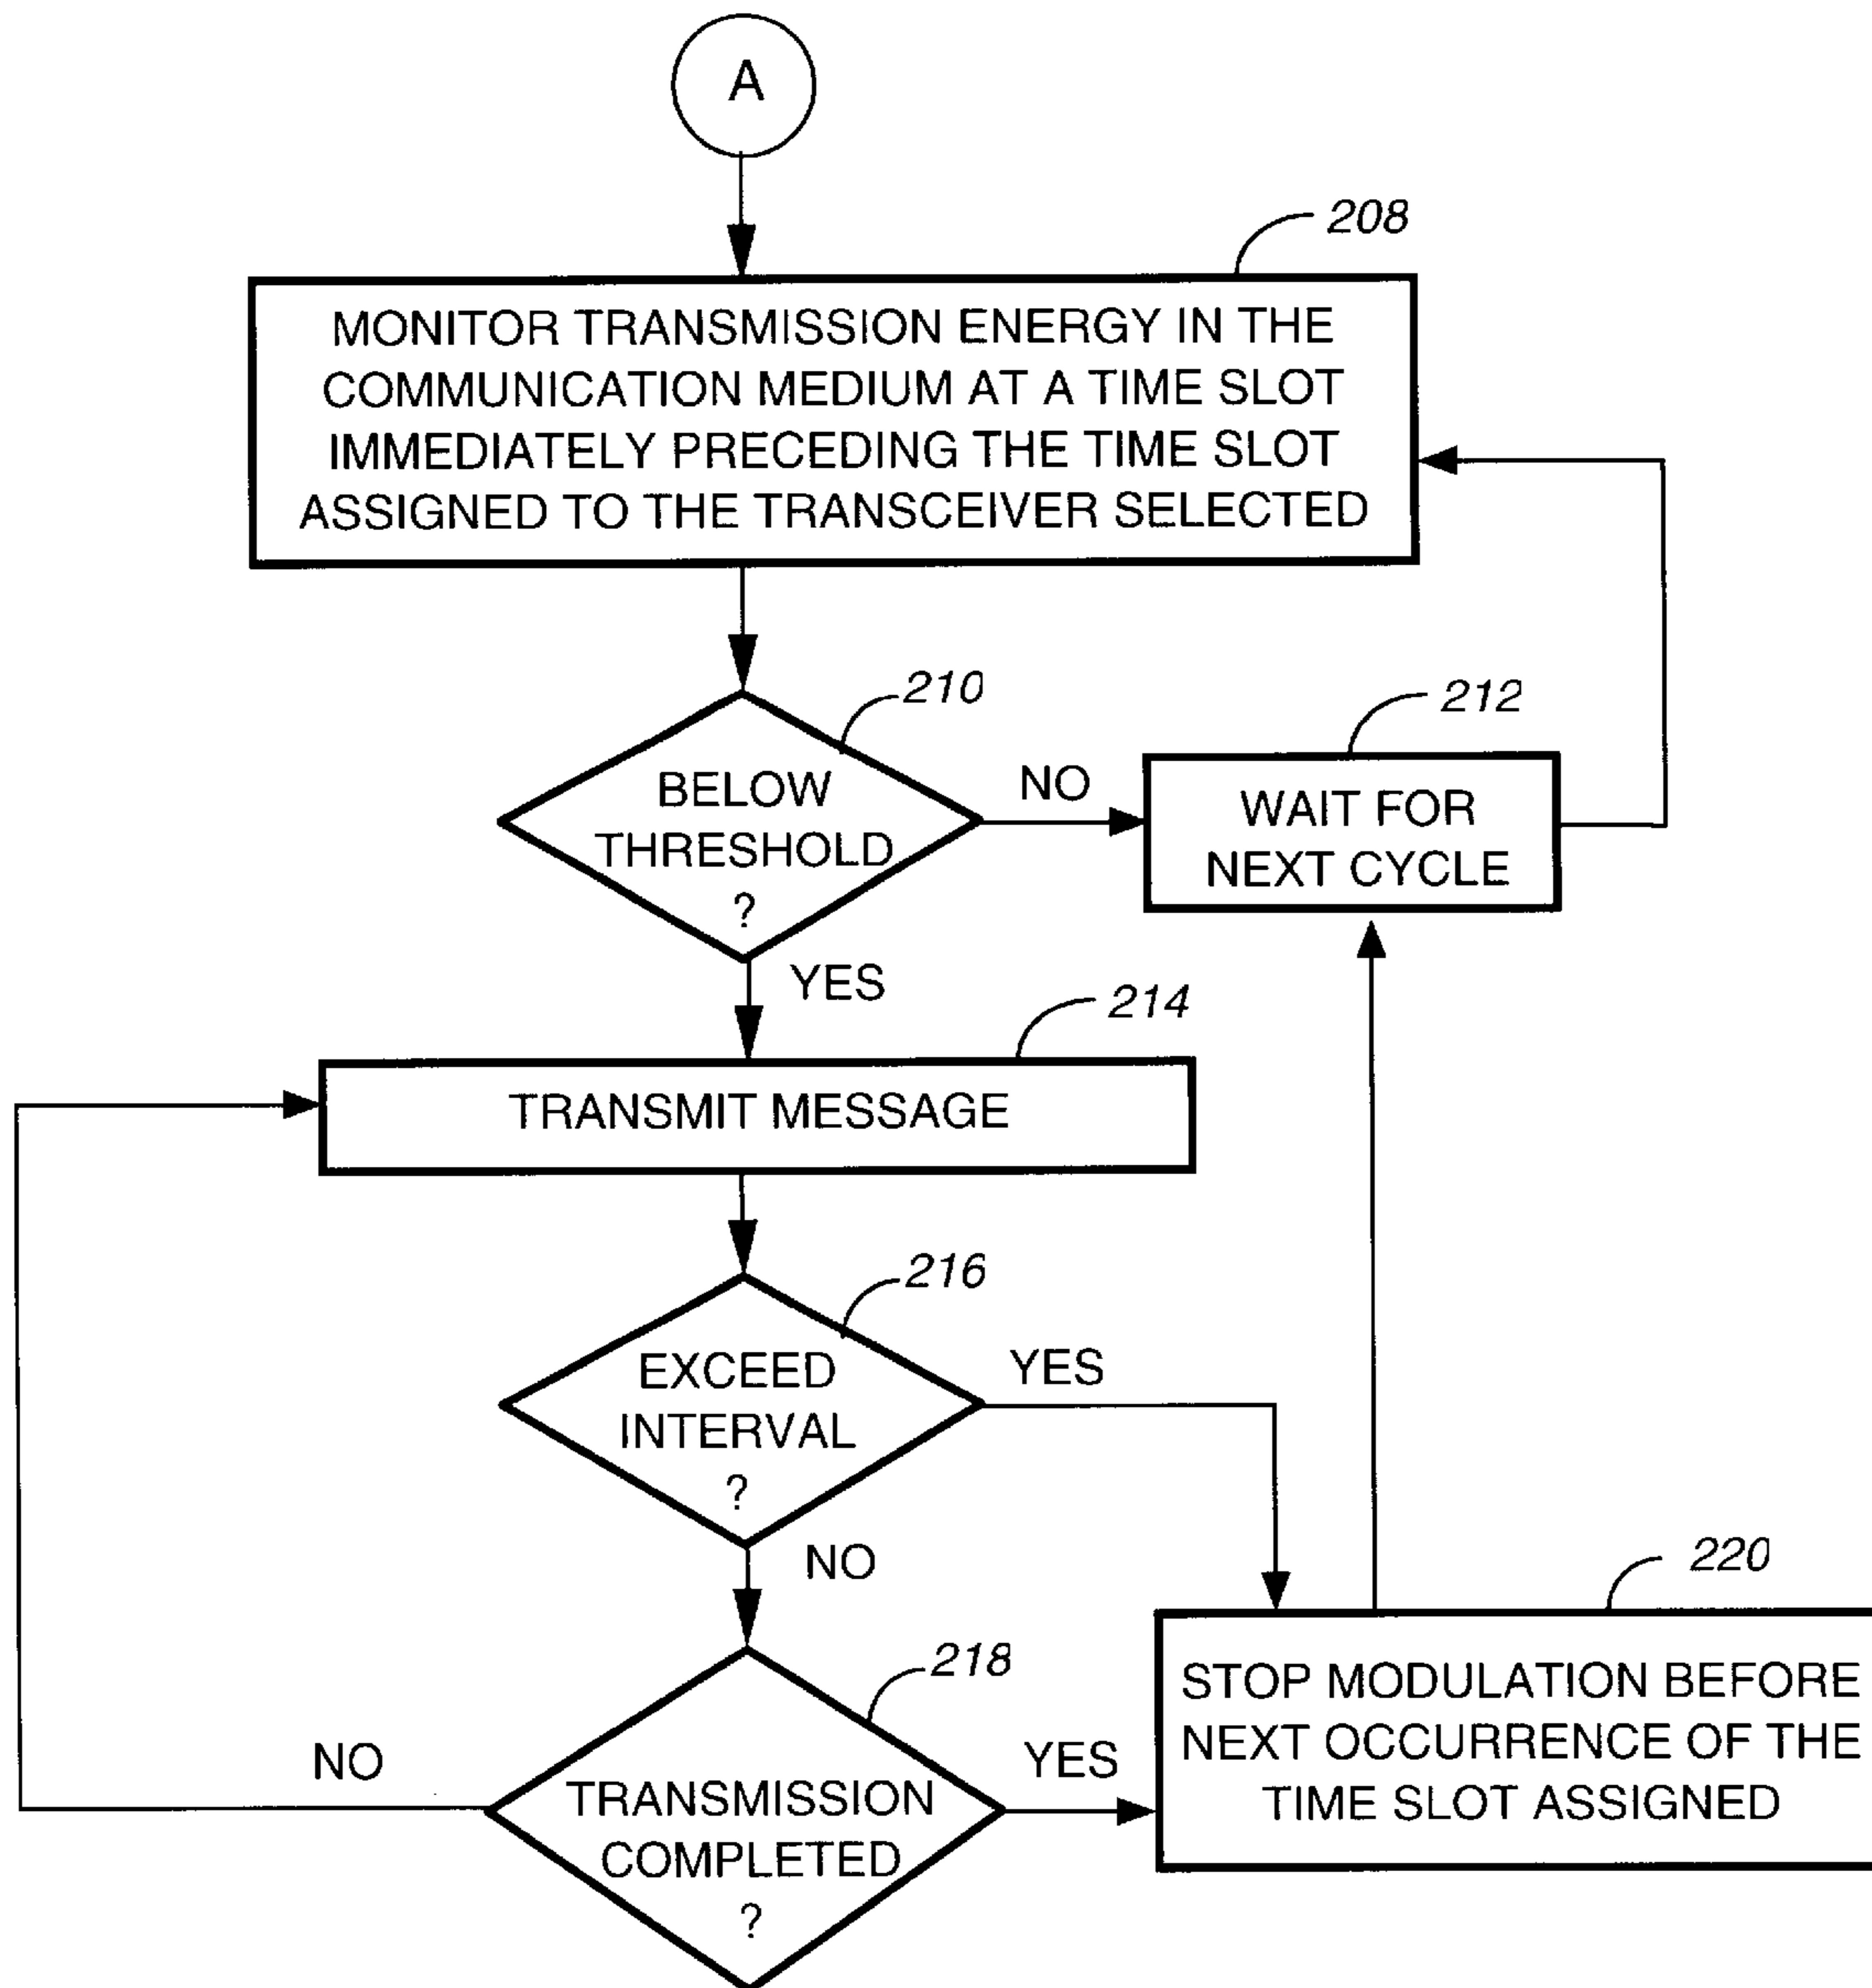 A
208
MONITOR TRANSMISSION ENERGY IN THE
COMMUNICATION MEDIUM AT A TIME SLOT
IMMEDIATELY PRECEDING THE TIME SLOT
ASSIGNED TO THE TRANSCEIVER SELECTED
210
BELOW
THRESHOLD
?
NO
212
WAIT FOR
NEXT CYCLE
YES
214
TRANSMIT MESSAGE
216
EXCEED
INTERVAL
?
YES
NO
220
STOP MODULATION BEFORE
NEXT OCCURRENCE OF THE
TIME SLOT ASSIGNED
218
TRANSMISSION
COMPLETED
?
NO
YES